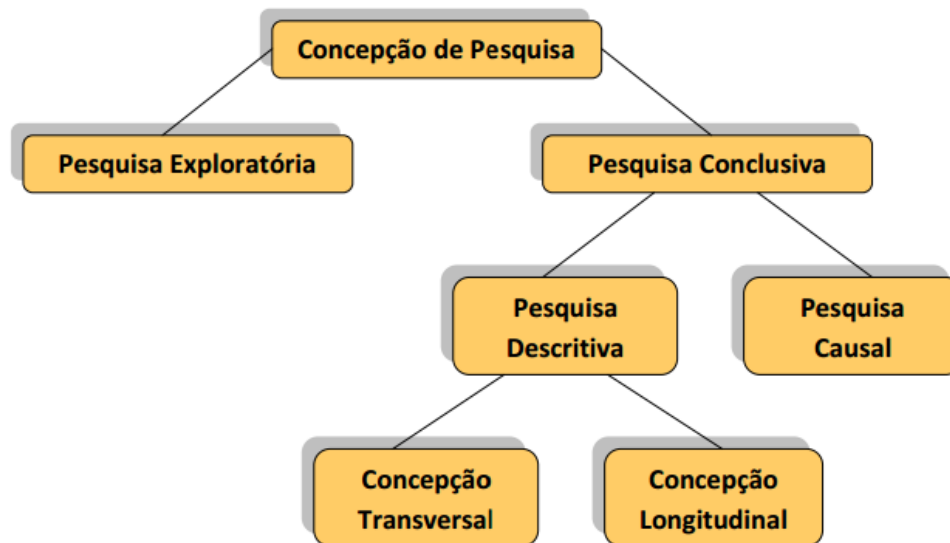 Concepção de Pesquisa
Pesquisa Exploratória
Pesquisa Conclusiva
Pesquisa
Descritiva
Pesquisa
Causal
Concepção
Transversal
Concepção
Longitudinal